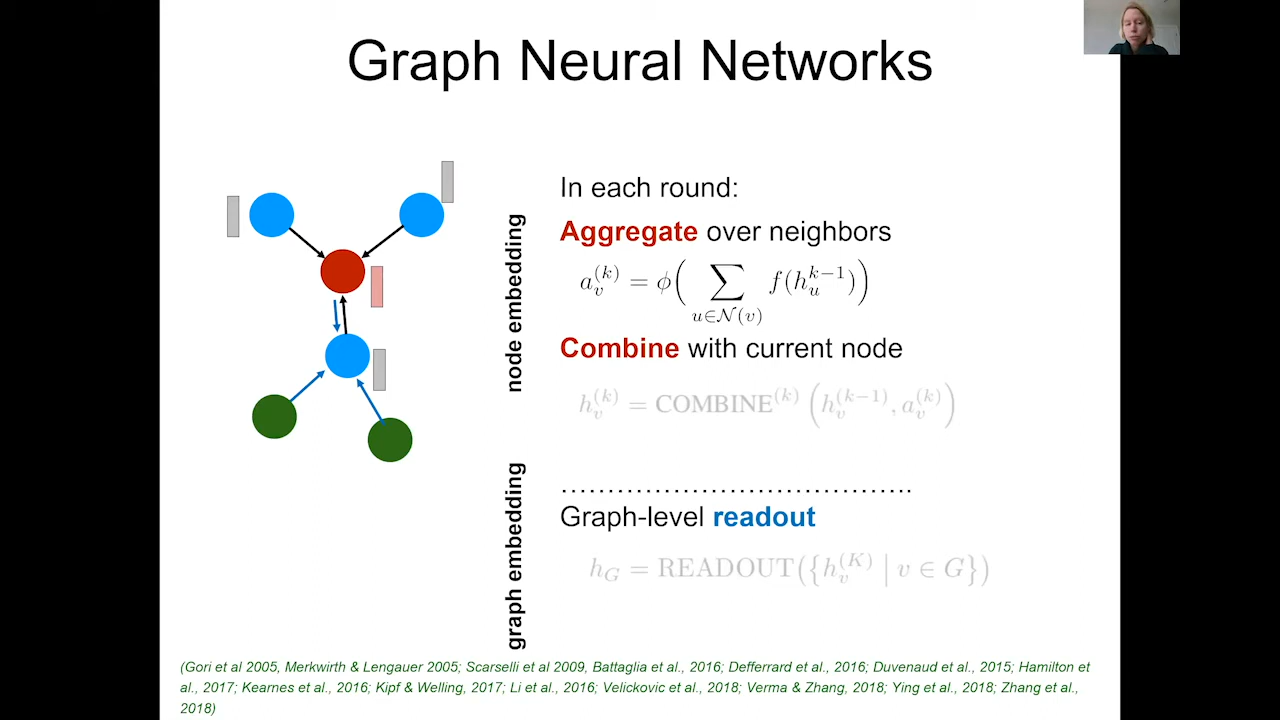 Graph Neural Networks
In each round:
Aggregate over neighbors
a_v^{(k)} = ϕ( ∑_{u∈N(v)} f(h_u^{k−1}) )
Combine with current node
h_v^{(k)} = COMBINE^{(k)} ( h_v^{(k−1)}, a_v^{(k)} )
node embedding
………………………………….
Graph-level readout
h_G = READOUT({h_v^{(K)} | v ∈ G})
graph embedding
(Gori et al 2005, Merkwirth & Lengauer 2005; Scarselli et al 2009, Battaglia et al., 2016; Defferrard et al., 2016; Duvenaud et al., 2015; Hamilton et
al., 2017; Kearnes et al., 2016; Kipf & Welling, 2017; Li et al., 2016; Velickovic et al., 2018; Verma & Zhang, 2018; Ying et al., 2018; Zhang et al.,
2018)